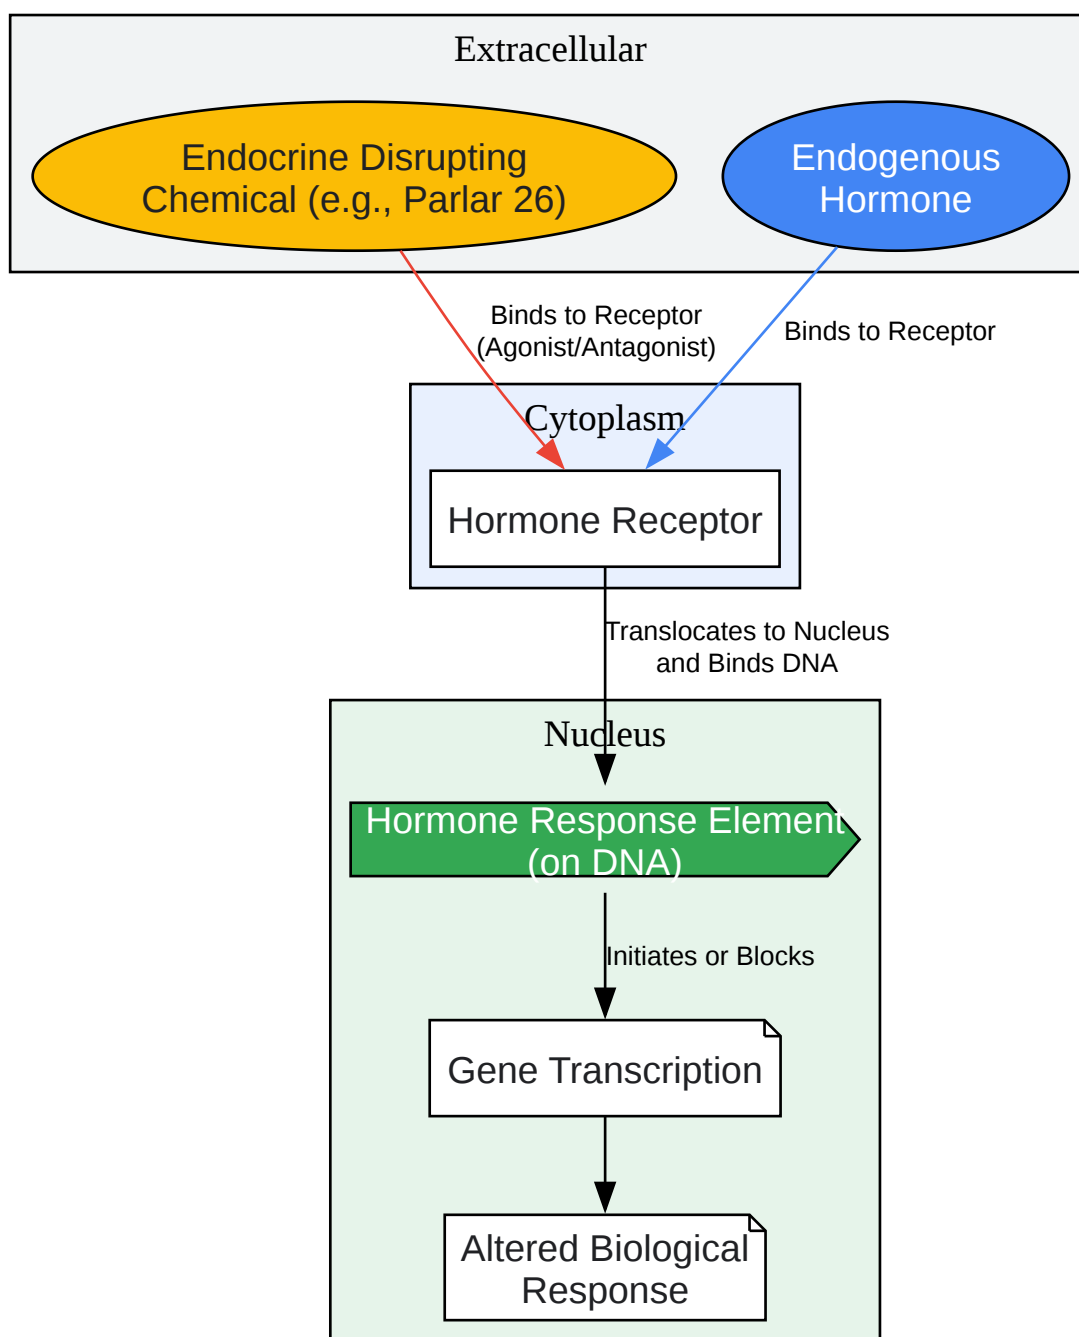 Extracellular
Endocrine Disrupting
Chemical (e.g., Parlar 26)
Endogenous
Hormone
Binds to Receptor
(Agonist/Antagonist)
Binds to Receptor
Cytoplasm
Hormone Receptor
Translocates to Nucleus
and Binds DNA
Nucleus
Hormone Response Element
(on DNA)
Initiates or Blocks
Gene Transcription
Altered Biological
Response